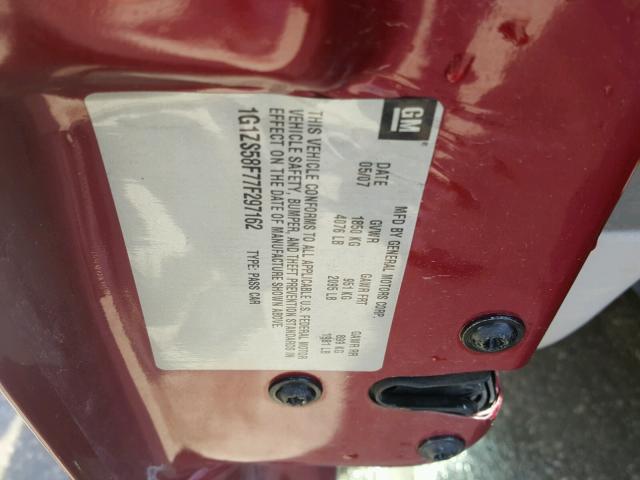 GM
MFD BY GENERAL MOTORS CORP.
DATE GVWR GAWR FRT GAWR RR
05/07 1850 KG 951 KG 899 KG
4076 LB 2095 LB 1981 LB
THIS VEHICLE CONFORMS TO ALL APPLICABLE U.S. FEDERAL MOTOR
VEHICLE SAFETY, BUMPER, AND THEFT PREVENTION STANDARDS IN
EFFECT ON THE DATE OF MANUFACTURE SHOWN ABOVE.
1G1ZS58F77F297162 TYPE: PASS CAR